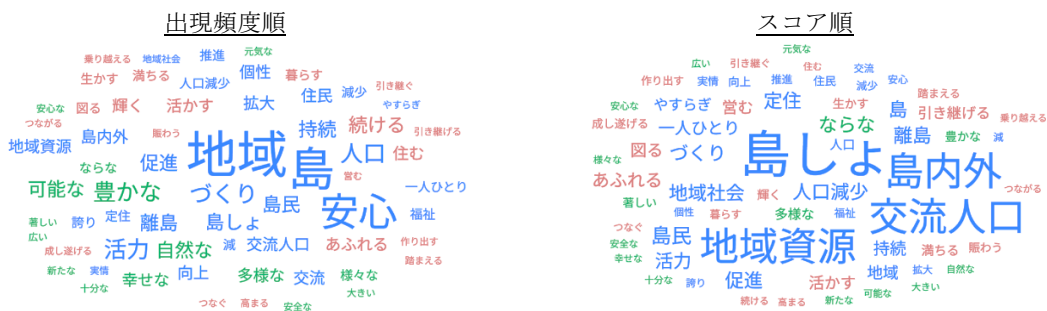 出現頻度順
乗り越える 地域社会 推進 元気な
生かす 満ちる 人口減少 個性 暮らす
図る 輝く 活かす 拡大 住民 減少 引き継ぐ
安心な やすらぎ
つながる 島内外 賑わう 持続 続ける 引き継げる
地域資源 促進 地域 島 人口 住む
ならな 営む
可能な 豊かな づくり 島民 安心 一人ひとり
著しい 誇り 定住 離島 島しょ 福祉
広い
成し遂げる 活力 自然な 減 交流人口 あふれる 作り出す
踏まえる
新たな 実情 幸せな 向上 多様な 交流 様々な
十分な 大きい
つなぐ 高まる 安全な
スコア順
元気な
広い 引き继ぐ 住む 交流
作り出す 実情 向上 推進 住民 減少 安心
安心な やすらぎ 営む 定住 生かす 島 踏まえる
引き継げる 乗り越える
成し遂げる 一人ひとり ならな 離島 豊かな 減
図る づくり 島しょ 人口 島内外
様々な
あふれる 地域社会 輝く 人口減少 つながる
著しい 個性 暮らす 多様な 福祉 交流人口
つなぐ 島民 地域資源 持続 満ちる 賑わう
安全な
幸せな 活力 促進 活かす 地域 拡大 自然な
十分な 誇り 大きい
続ける 高まる 新たな 可能な